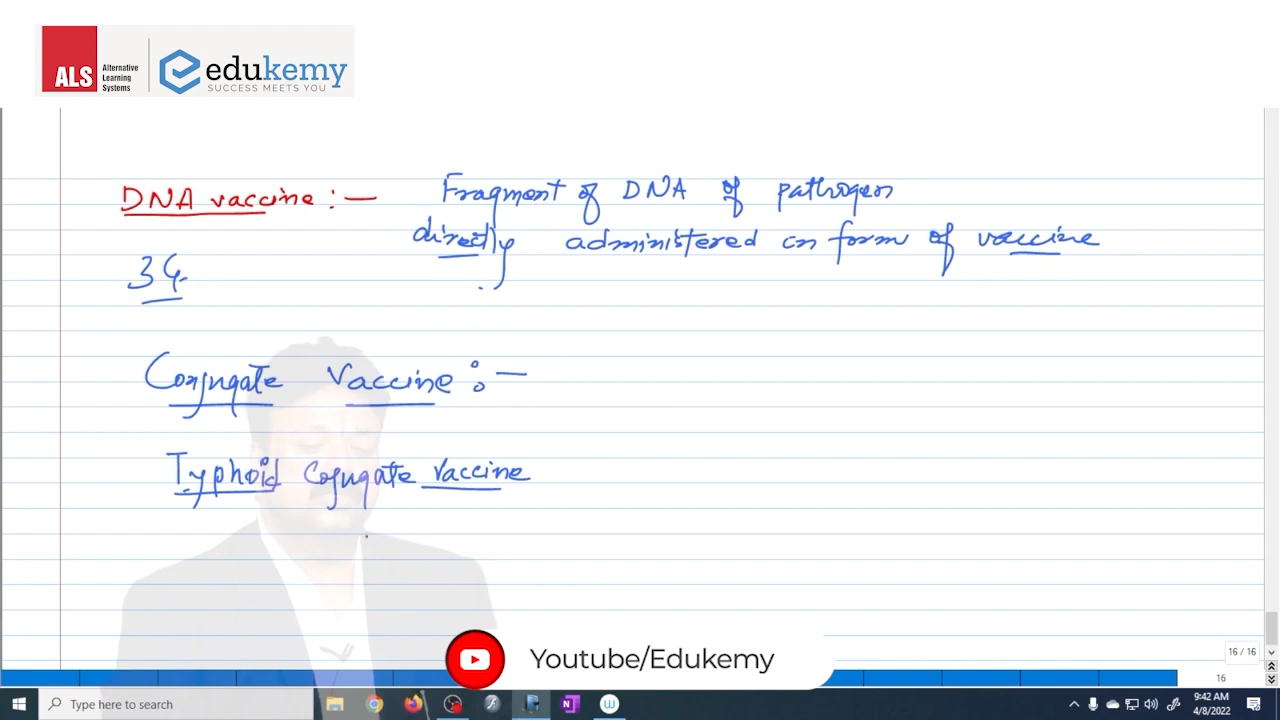 ALS
Alternative
Learning
Systems
edukemy
SUCCESS MEETS YOU
DNA vaccine :—
Fragment of DNA of pathogen
directly administered in form of vaccine
Conjugate Vaccine :—
Typhoid Conjugate Vaccine
Youtube/Edukemy
16 / 16
16
Type here to search
9:42 AM
4/8/2022